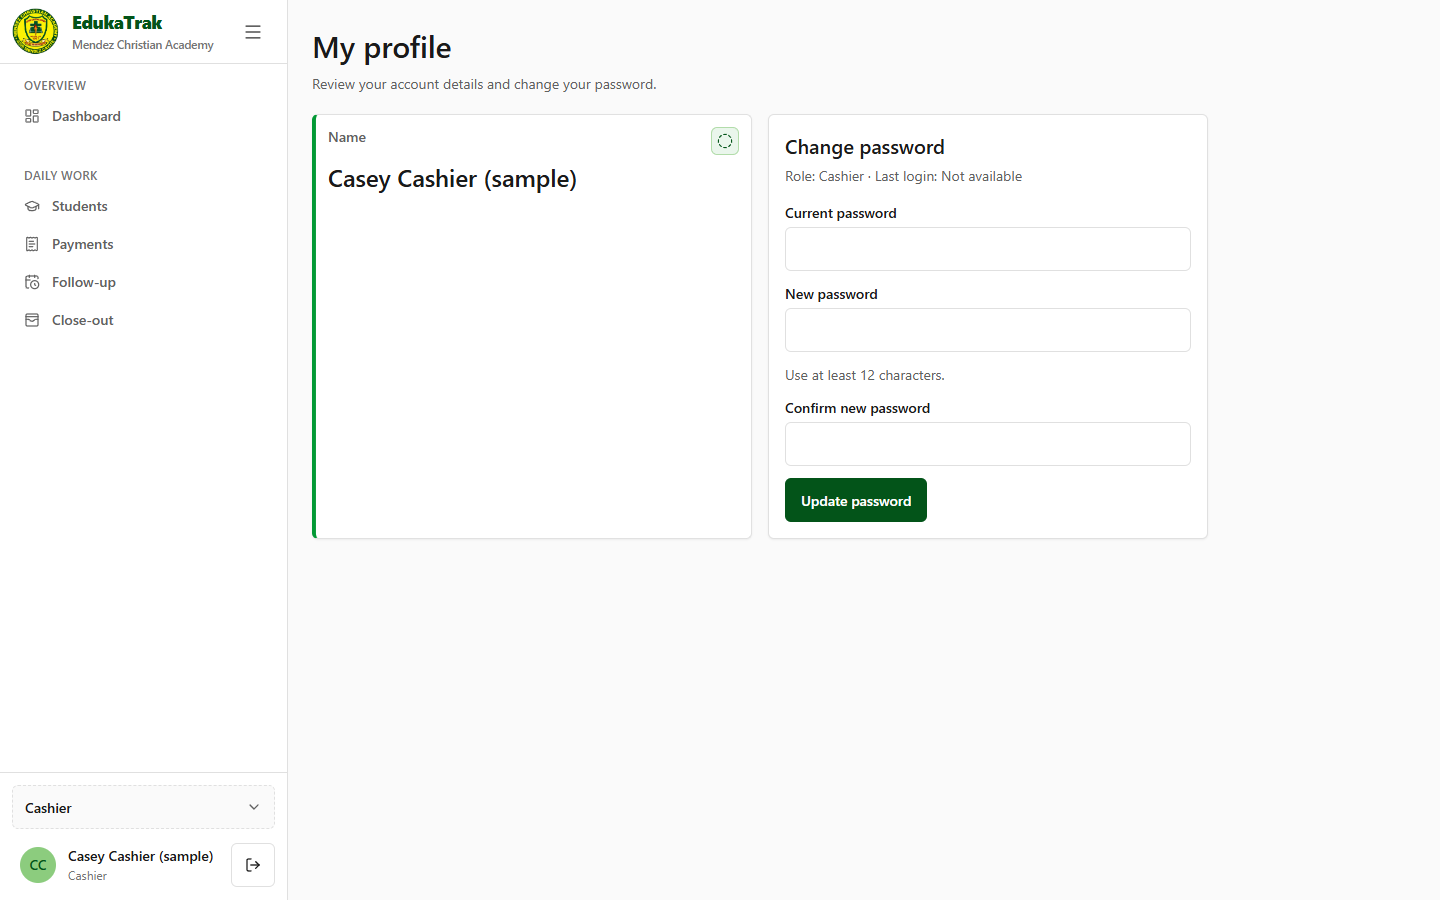 EdukaTrak
Mendez Christian Academy
OVERVIEW
Dashboard
DAILY WORK
Students
Payments
Follow-up
Close-out
Cashier
CC
Casey Cashier (sample)
Cashier
My profile
Review your account details and change your password.
Name
Casey Cashier (sample)
Change password
Role: Cashier · Last login: Not available
Current password
New password
Use at least 12 characters.
Confirm new password
Update password